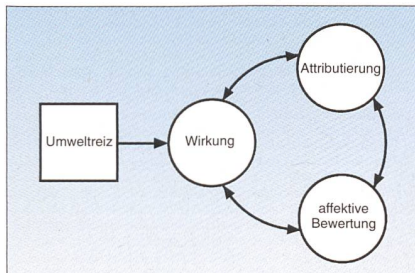 Attributierung
Umweltreiz
Wirkung
affektive
Bewertung